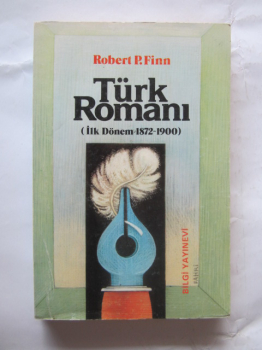 Robert P. Finn
Türk
Romanı
(İlk Dönem-1872-1900)
BİLGİ YAYINEVİ